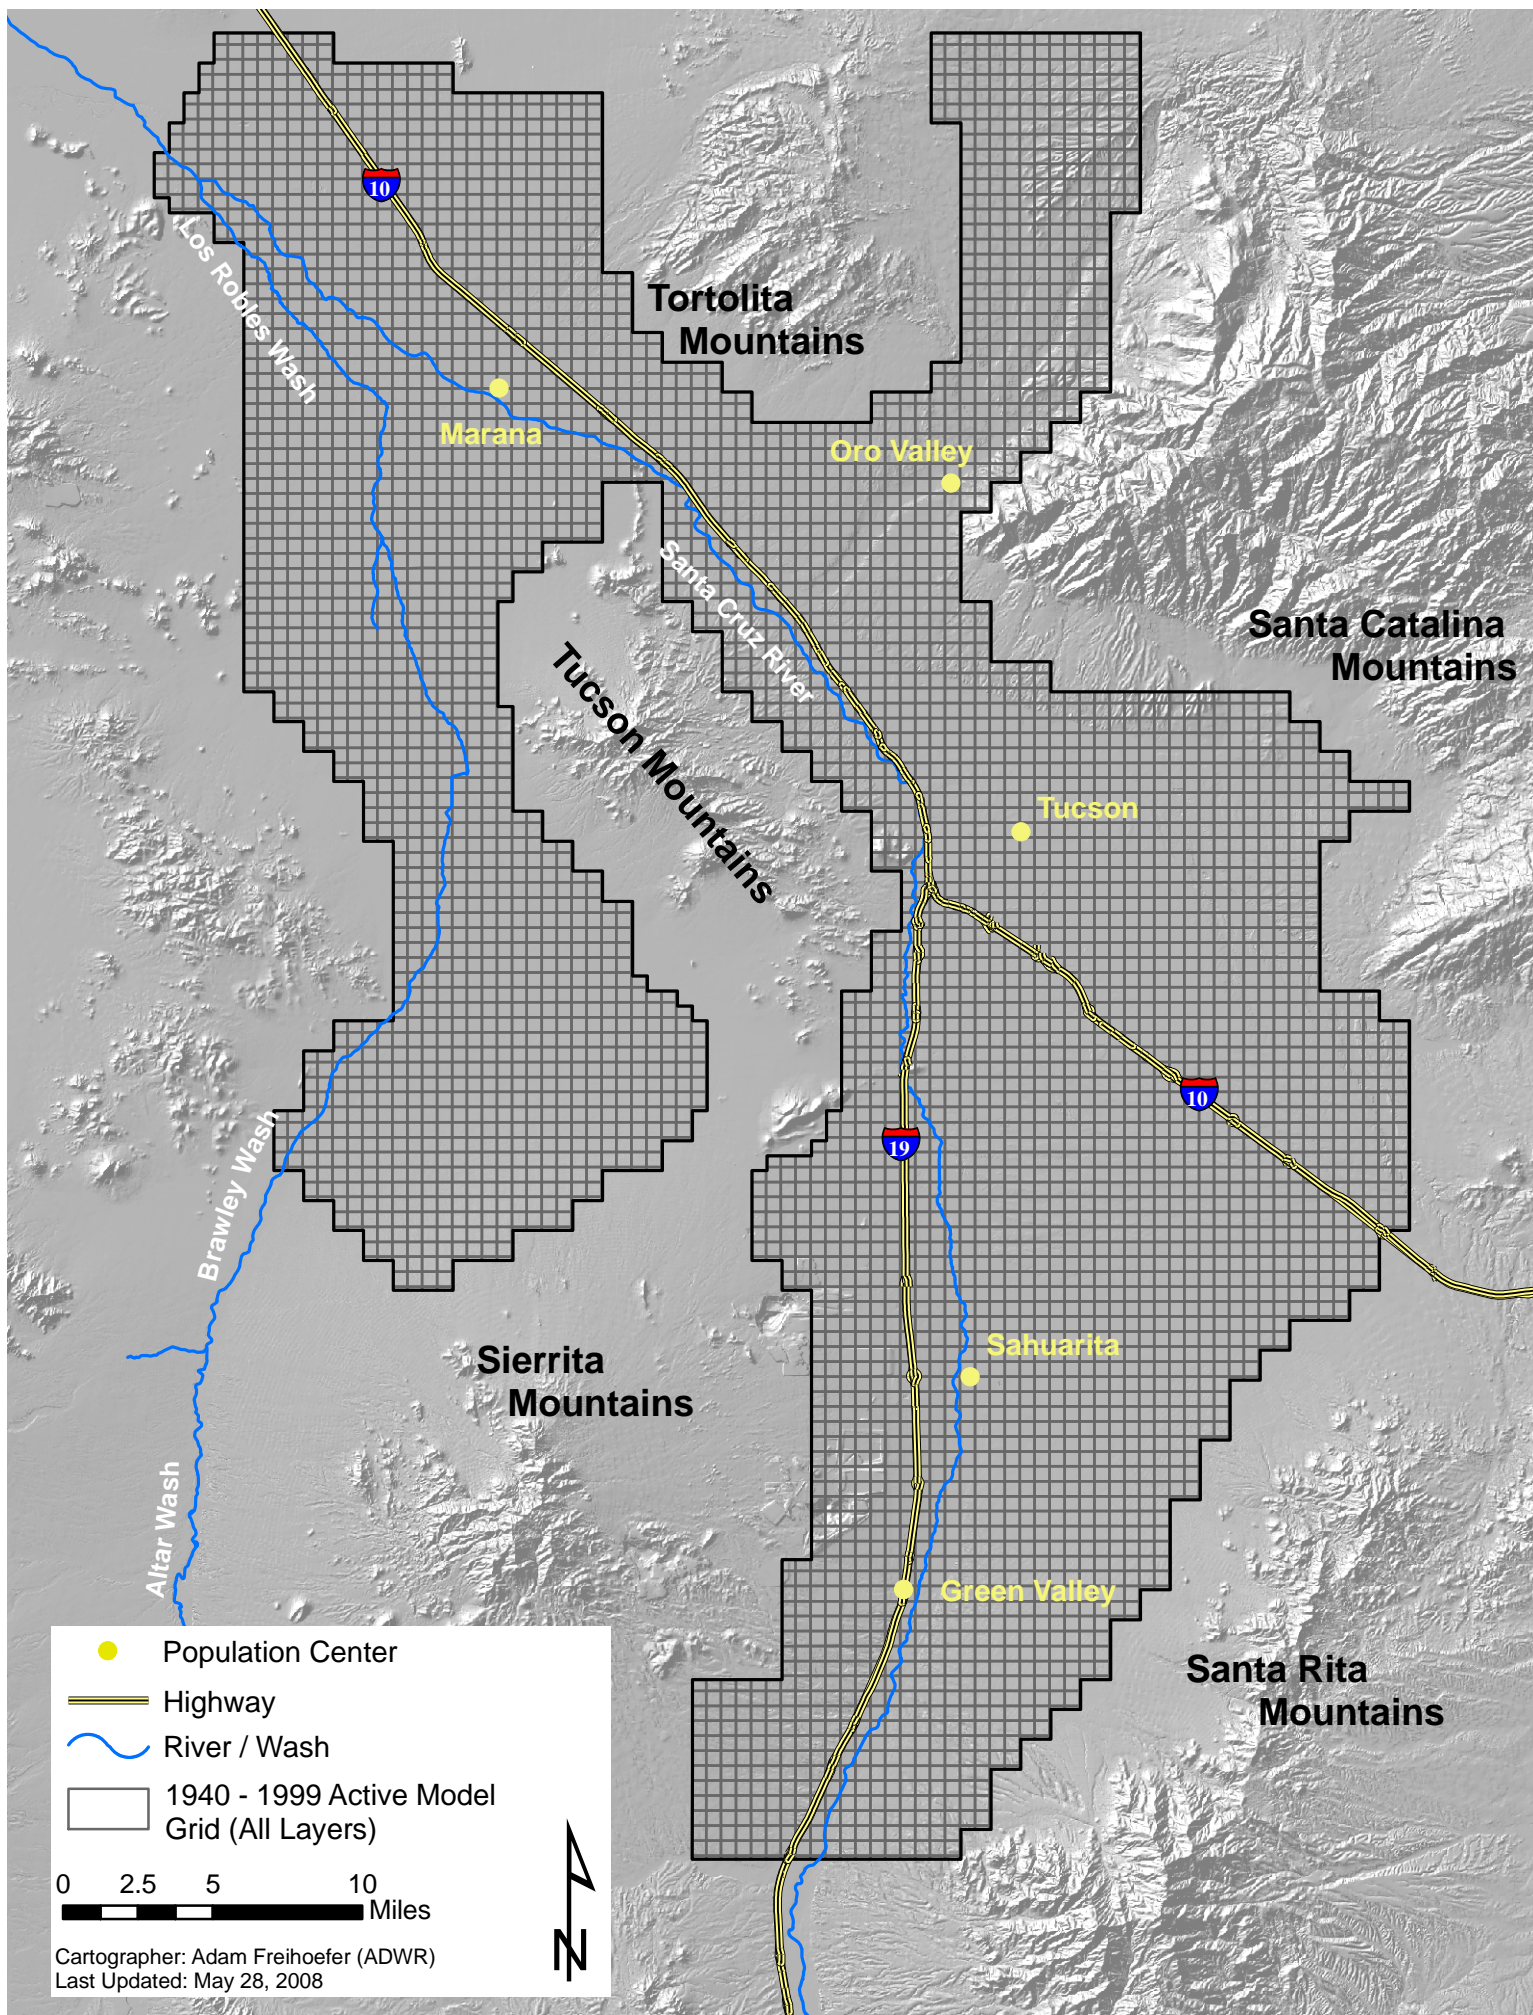 10
Los Robles Wash
Tortolita
Mountains
Marana
Oro Valley
Santa Cruz River
Santa Catalina
Mountains
Tucson Mountains
Tucson
10
19
Brawley Wash
Sierrita
Mountains
Sahuarita
Altar Wash
Green Valley
Santa Rita
Mountains
Population Center
Highway
River / Wash
1940 - 1999 Active Model
Grid (All Layers)
0 2.5 5 10
Miles
N
Cartographer: Adam Freihoefer (ADWR)
Last Updated: May 28, 2008